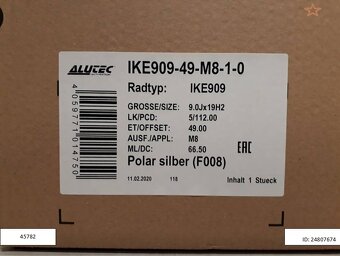 ALUTEC
IKE909-49-M8-1-0
Radtyp: IKE909
GROSSE/SIZE: 9.0Jx19H2
LK/PCD: 5/112.00
ET/OFFSET: 49.00
AUSF./APPL: M8
ML/DC: 66.50
EAC
Polar silber (F008)
11.02.2020 118 Inhalt 1 Stueck
4059771014750
45782
ID: 24807674